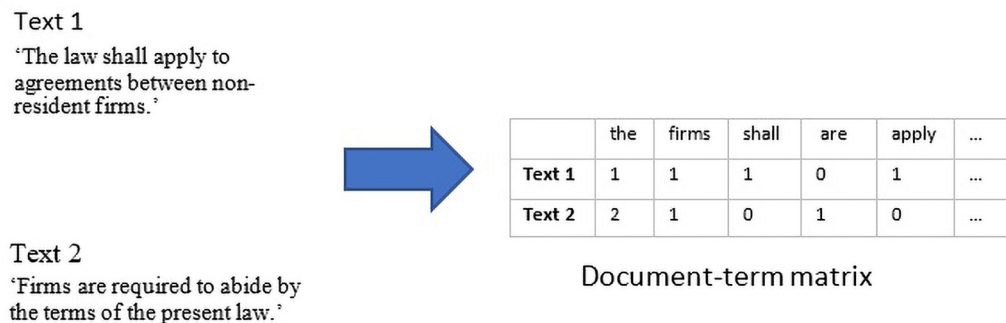 Text 1
‘The law shall apply to
agreements between non-
resident firms.’
the firms shall are apply ...
Text 1 1 1 1 0 1 ...
Text 2 2 1 0 1 0 ...
Document-term matrix
Text 2
‘Firms are required to abide by
the terms of the present law.’